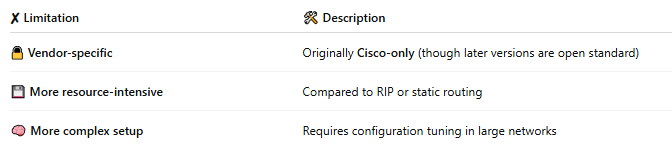 ✗ Limitation 🛠 Description
🔒 Vendor-specific Originally Cisco-only (though later versions are open standard)
💾 More resource-intensive Compared to RIP or static routing
🧠 More complex setup Requires configuration tuning in large networks